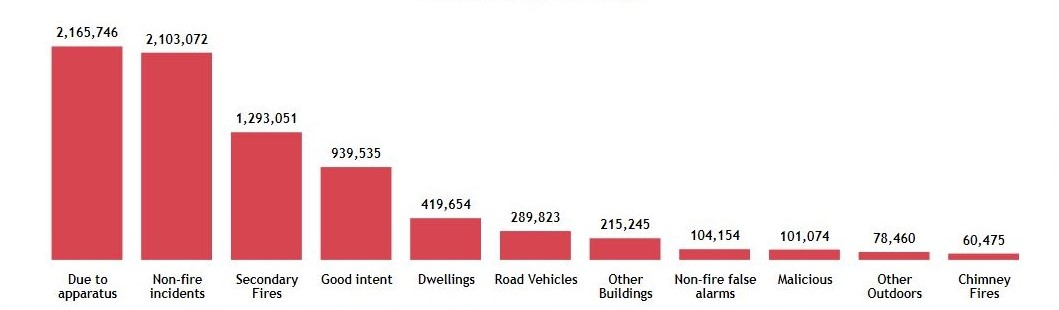 2,165,746
2,103,072
1,293,051
939,535
419,654
289,823
215,245
104,154
101,074
78,460
60,475
Due to
apparatus
Non-fire
incidents
Secondary
Fires
Good intent
Dwellings
Road Vehicles
Other
Buildings
Non-fire false
alarms
Malicious
Other
Outdoors
Chimney
Fires